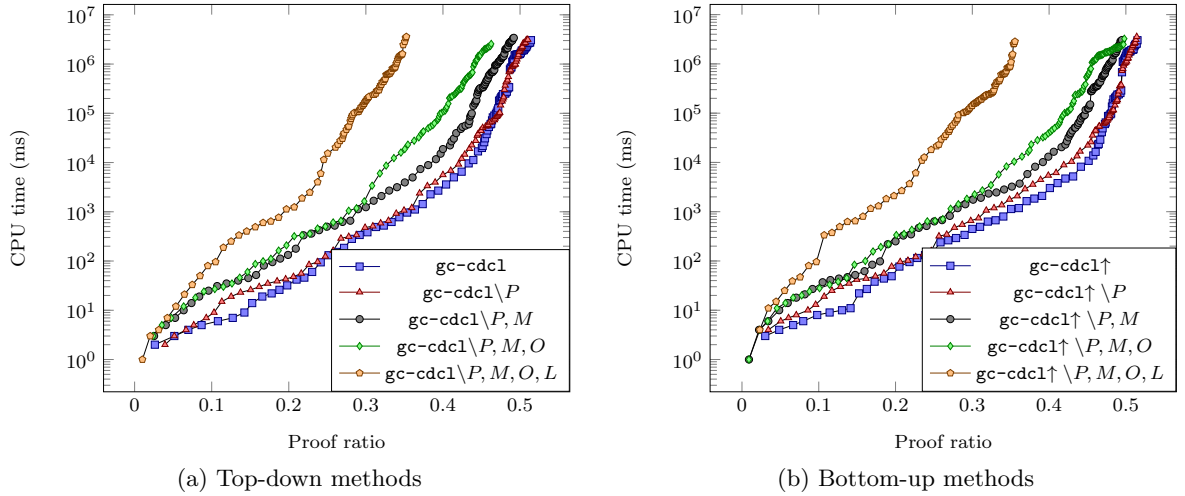 10^7
10^6
10^5
10^4
10^3
10^2
10^1
10^0
CPU time (ms)
0
0.1
0.2
0.3
0.4
0.5
Proof ratio
gc-cdcl
gc-cdcl\P
gc-cdcl\P, M
gc-cdcl\P, M, O
gc-cdcl\P, M, O, L
(a) Top-down methods
10^7
10^6
10^5
10^4
10^3
10^2
10^1
10^0
CPU time (ms)
0
0.1
0.2
0.3
0.4
0.5
Proof ratio
gc-cdcl↑
gc-cdcl↑ \P
gc-cdcl↑ \P, M
gc-cdcl↑ \P, M, O
gc-cdcl↑ \P, M, O, L
(b) Bottom-up methods